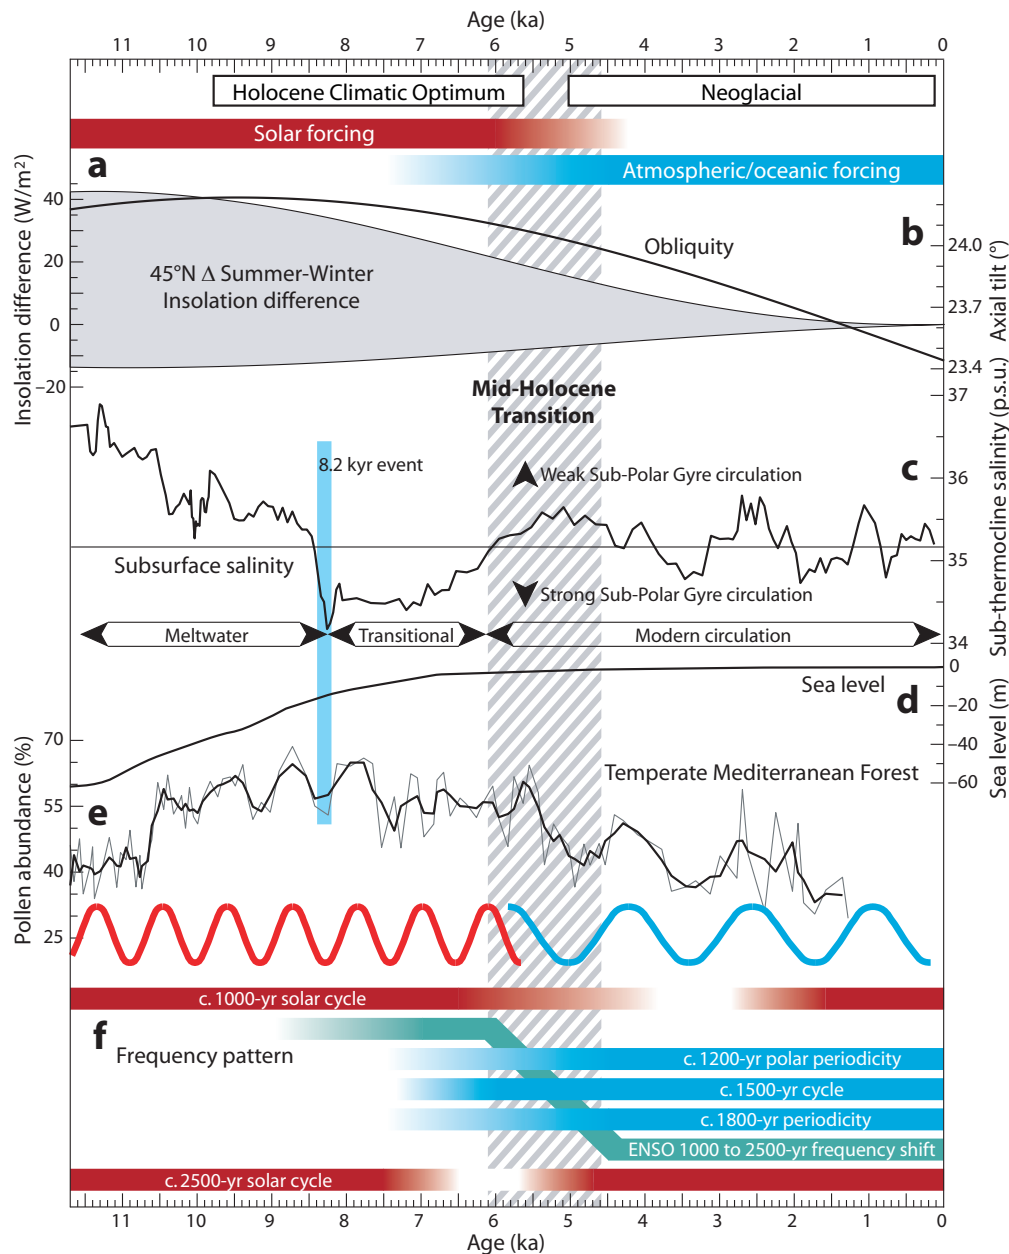 Age (ka)
11 10 9 8 7 6 5 4 3 2 1 0
Holocene Climatic Optimum
Neoglacial
Solar forcing
Atmospheric/oceanic forcing
a
Insolation difference (W/m²)
40
20
0
−20
45°N Δ Summer-Winter
Insolation difference
Obliquity
b
Axial tilt (°)
24.0
23.7
23.4
Mid-Holocene
Transition
8.2 kyr event
Weak Sub-Polar Gyre circulation
c
Sub-thermocline salinity (p.s.u.)
37
36
35
34
Subsurface salinity
Strong Sub-Polar Gyre circulation
Meltwater
Transitional
Modern circulation
Sea level
d
Sea level (m)
0
−20
−40
−60
Temperate Mediterranean Forest
e
Pollen abundance (%)
70
55
40
25
c. 1000-yr solar cycle
f
Frequency pattern
c. 1200-yr polar periodicity
c. 1500-yr cycle
c. 1800-yr periodicity
ENSO 1000 to 2500-yr frequency shift
c. 2500-yr solar cycle
11 10 9 8 7 6 5 4 3 2 1 0
Age (ka)